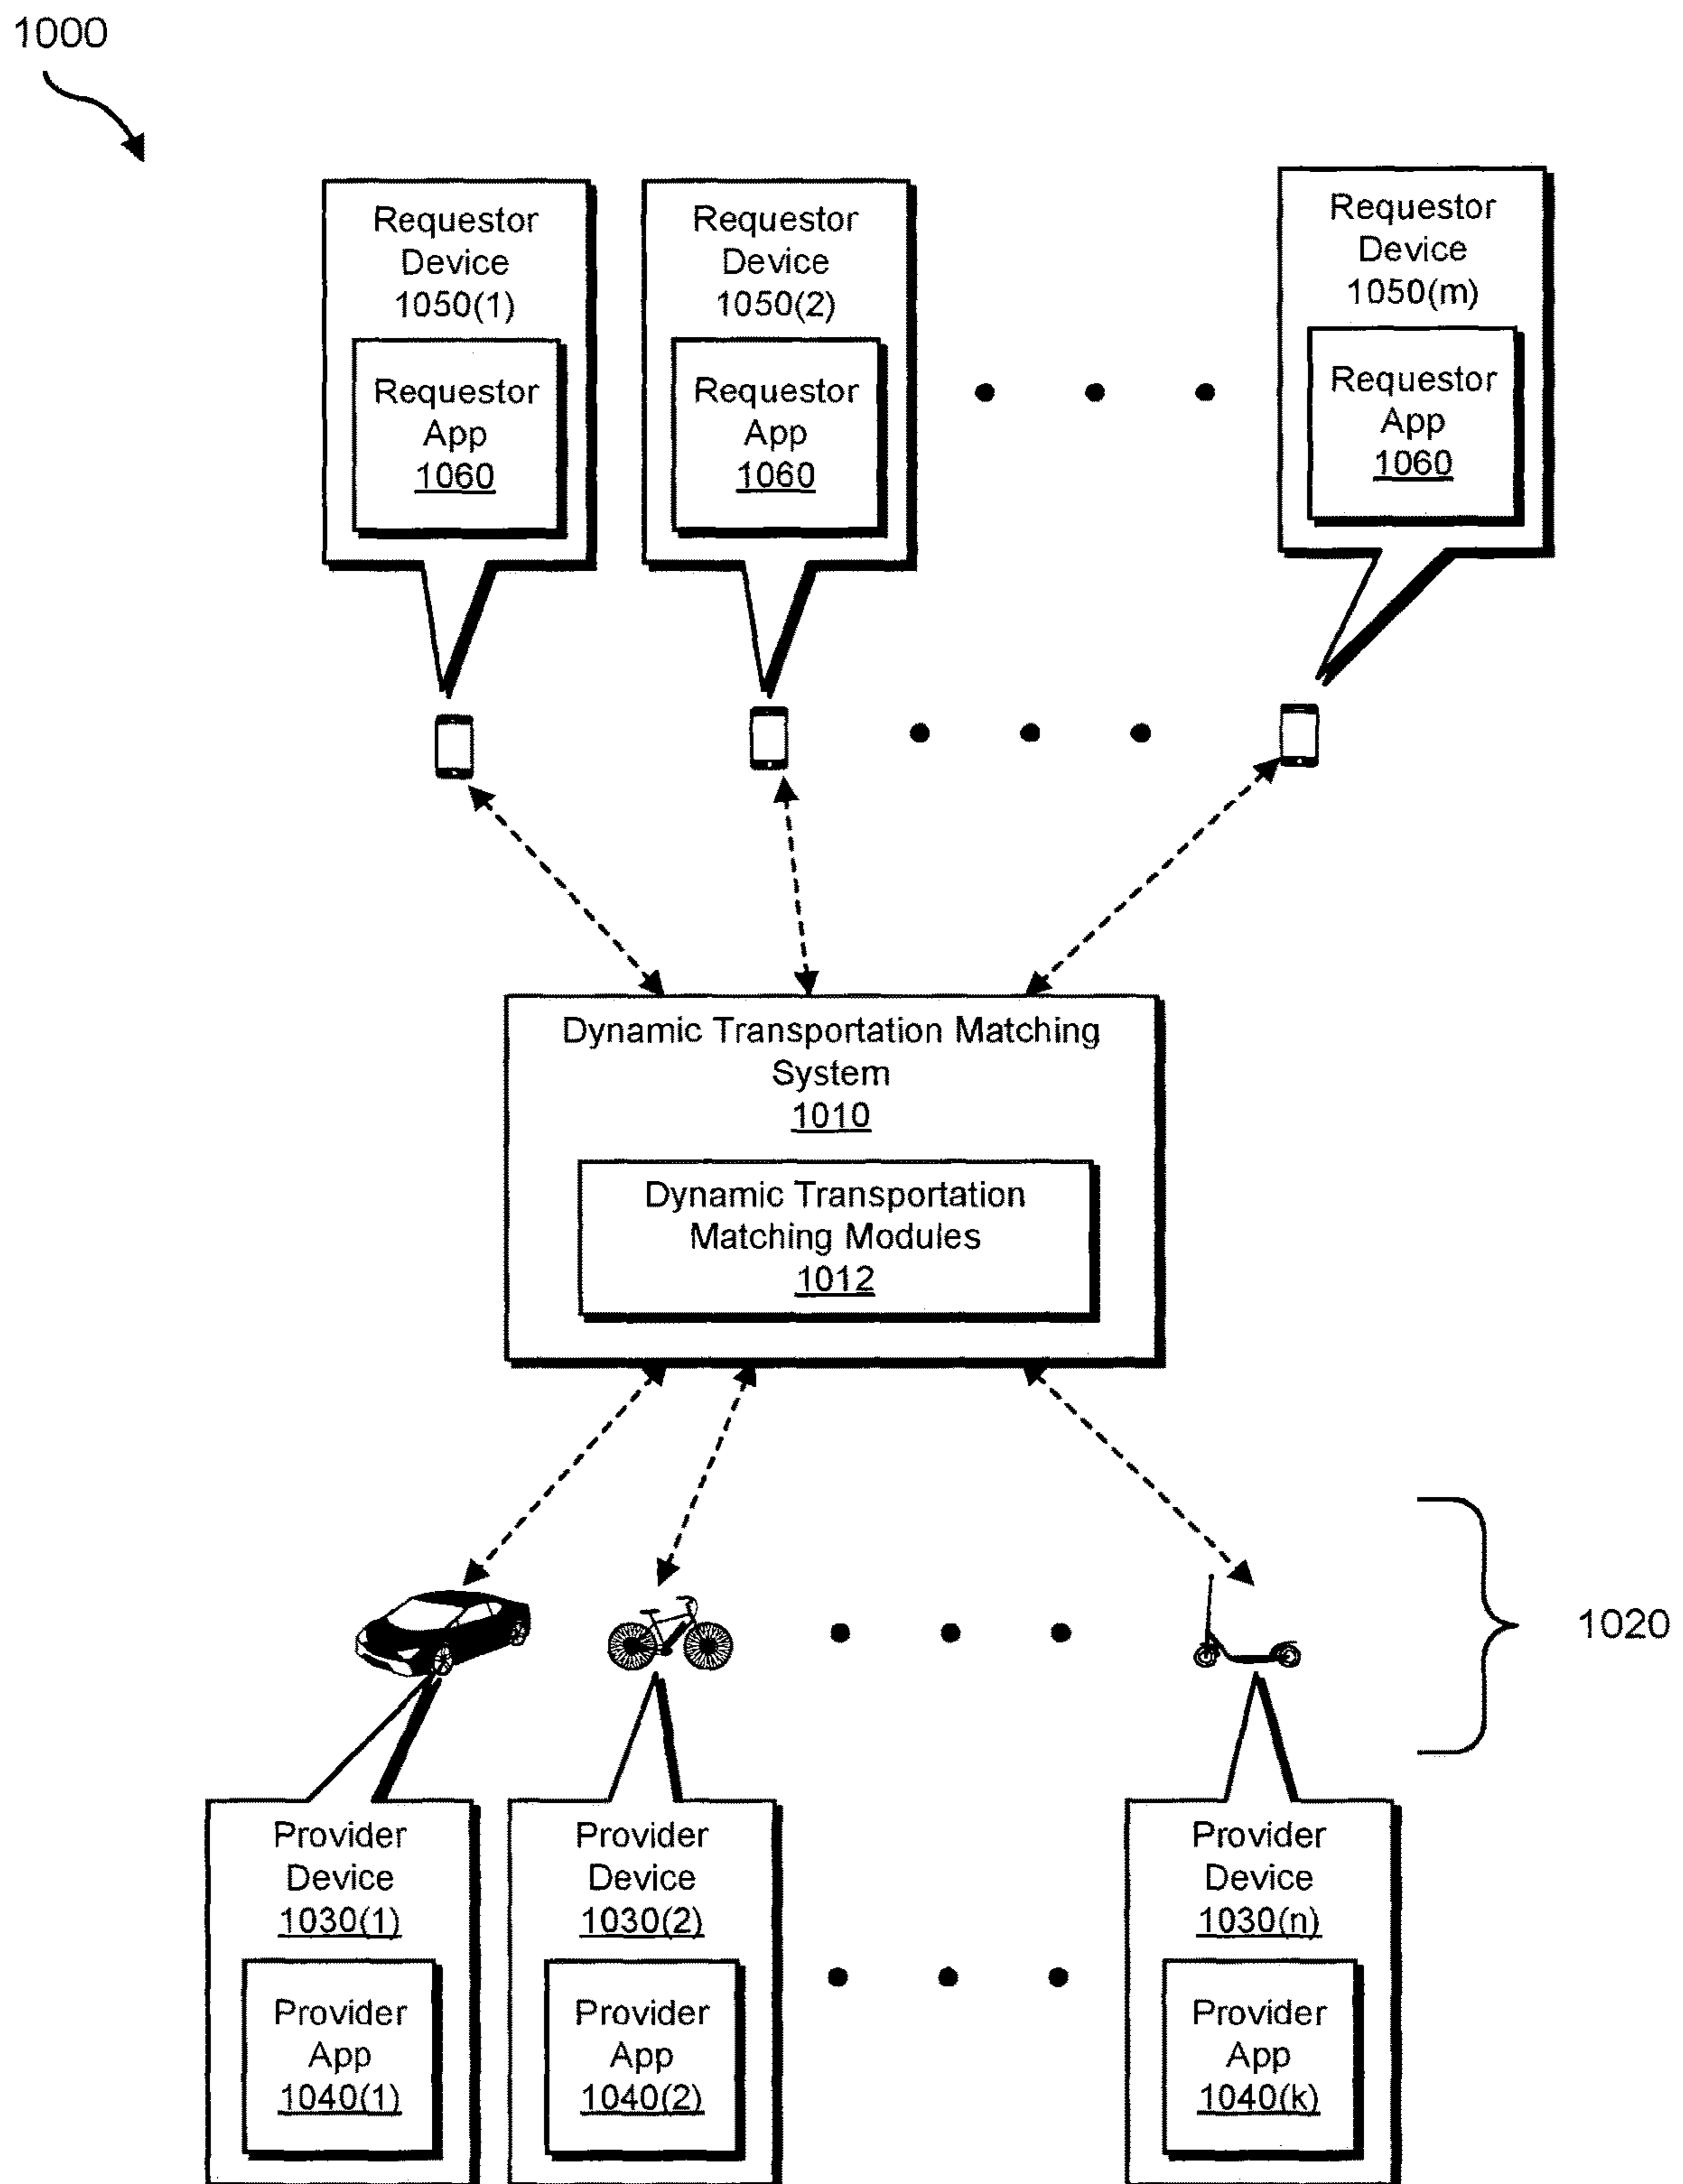 1000
Requestor
Device
1050(1)
Requestor
App
1060
Requestor
Device
1050(2)
Requestor
App
1060
Requestor
Device
1050(m)
Requestor
App
1060
Dynamic Transportation Matching
System
1010
Dynamic Transportation
Matching Modules
1012
1020
Provider
Device
1030(1)
Provider
App
1040(1)
Provider
Device
1030(2)
Provider
App
1040(2)
Provider
Device
1030(n)
Provider
App
1040(k)